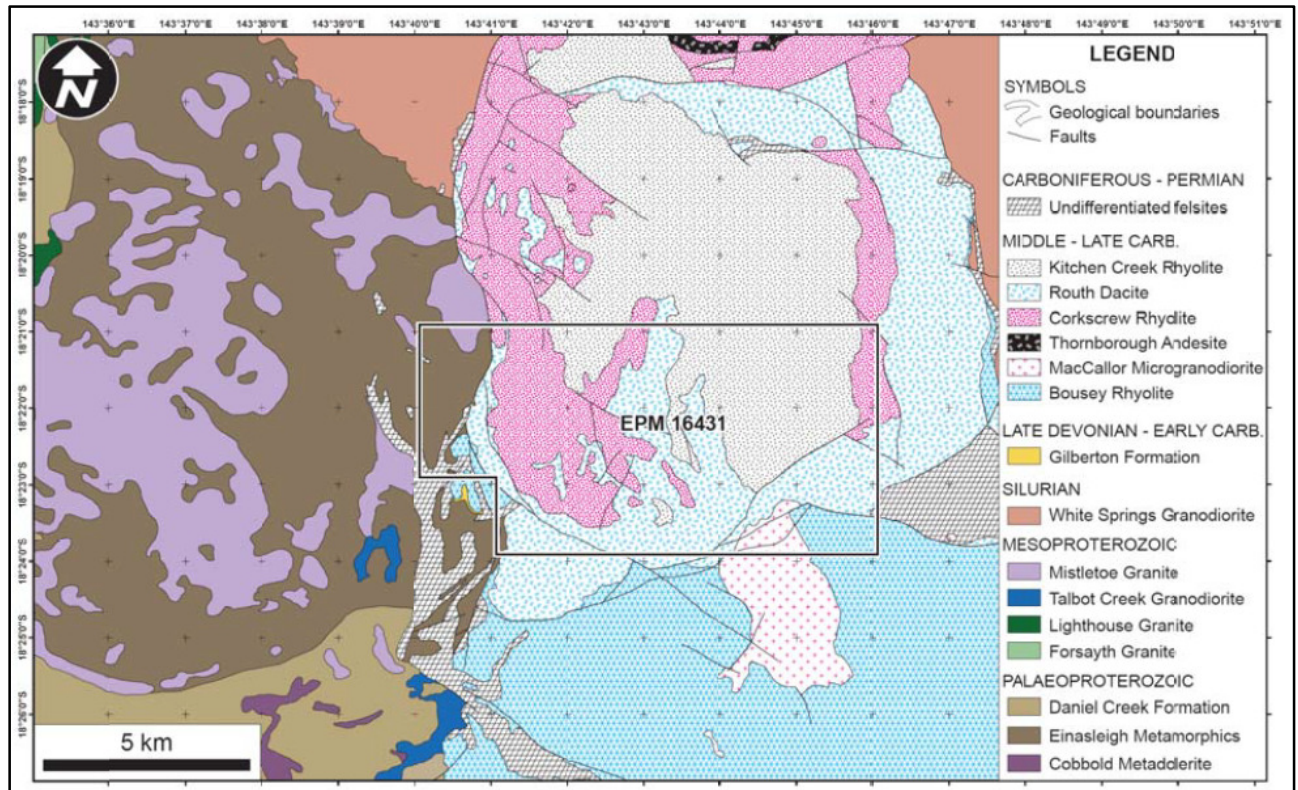 143°36'0"E 143°37'0"E 143°38'0"E 143°39'0"E 143°40'0"E 143°41'0"E 143°42'0"E 143°43'0"E 143°44'0"E 143°45'0"E 143°46'0"E 143°47'0"E 143°48'0"E 143°49'0"E 143°50'0"E 143°51'0"E
N
18°18'0"S
18°19'0"S
18°20'0"S
18°21'0"S
18°22'0"S
18°23'0"S
18°24'0"S
18°25'0"S
18°26'0"S
EPM 16431
5 km
LEGEND
SYMBOLS
Geological boundaries
Faults
CARBONIFEROUS - PERMIAN
Undifferentiated felsites
MIDDLE - LATE CARB.
Kitchen Creek Rhyolite
Routh Dacite
Corkscrew Rhydlite
Thornborough Andesite
MacCallor Microgranodiorite
Bousey Rhyolite
LATE DEVONIAN - EARLY CARB.
Gilberton Formation
SILURIAN
White Springs Granodiorite
MESOPROTEROZOIC
Mistletoe Granite
Talbot Creek Granodiorite
Lighthouse Granite
Forsayth Granite
PALAEOPROTEROZOIC
Daniel Creek Formation
Einasleigh Metamorphics
Cobbold Metadderite